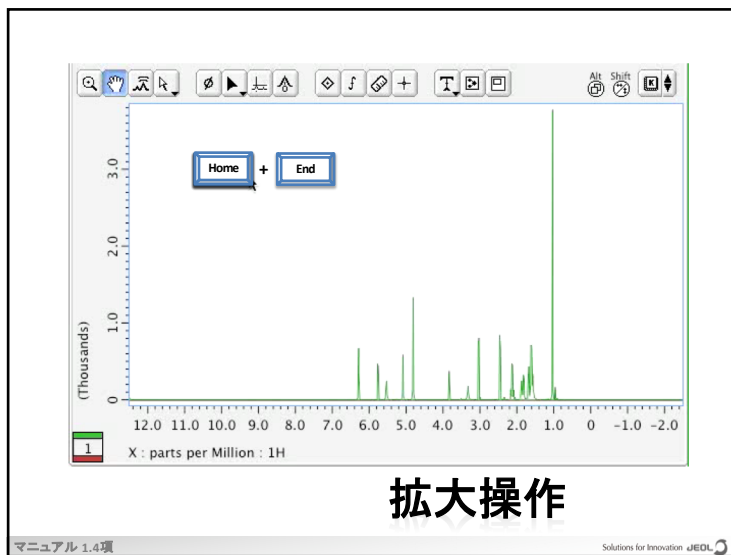 Alt Shift
T K
Home + End
(Thousands)
3.0
2.0
1.0
0
12.0 11.0 10.0 9.0 8.0 7.0 6.0 5.0 4.0 3.0 2.0 1.0 0 -1.0 -2.0
1
X : parts per Million : 1H
拡大操作
マニュアル 1.4項
Solutions for Innovation JEOL